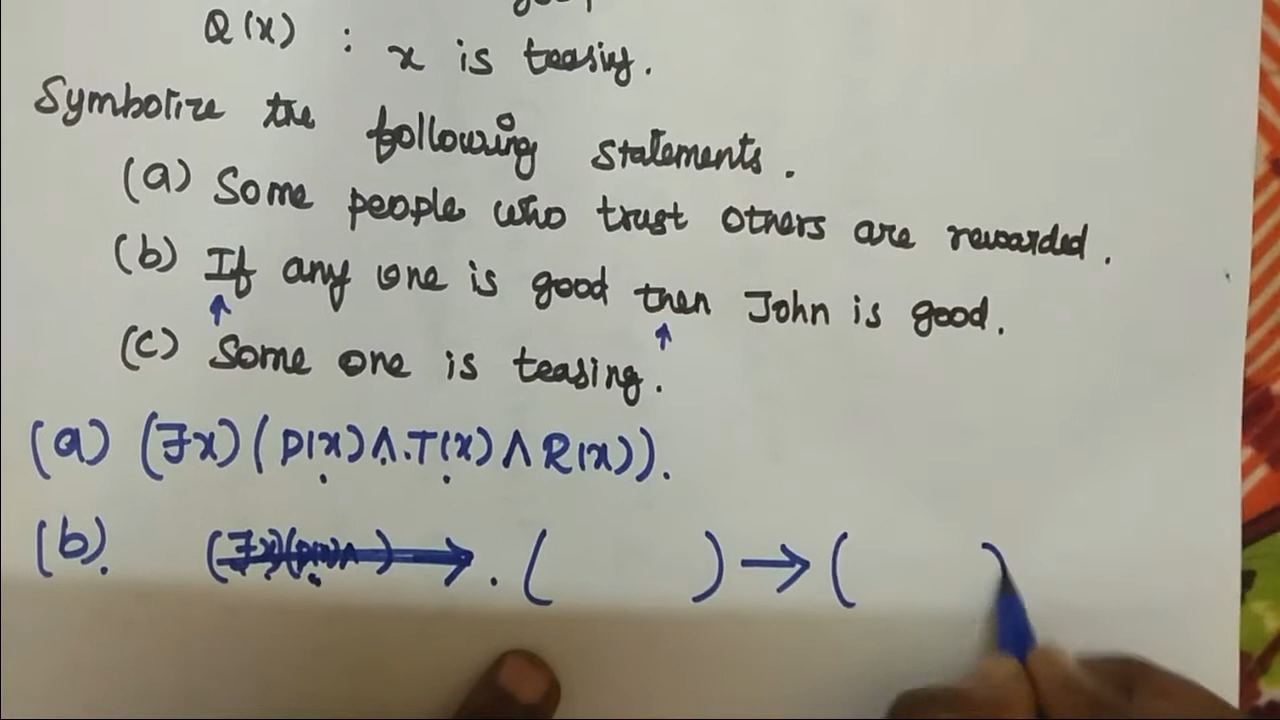 Q(x) : x is teasing.
Symbolize the following statements.
(a) Some people who trust others are rewarded.
(b) If any one is good then John is good.
(c) Some one is teasing.
(a) (∃x)(P(x)∧T(x)∧R(x)).
(b). ( ) → ( )